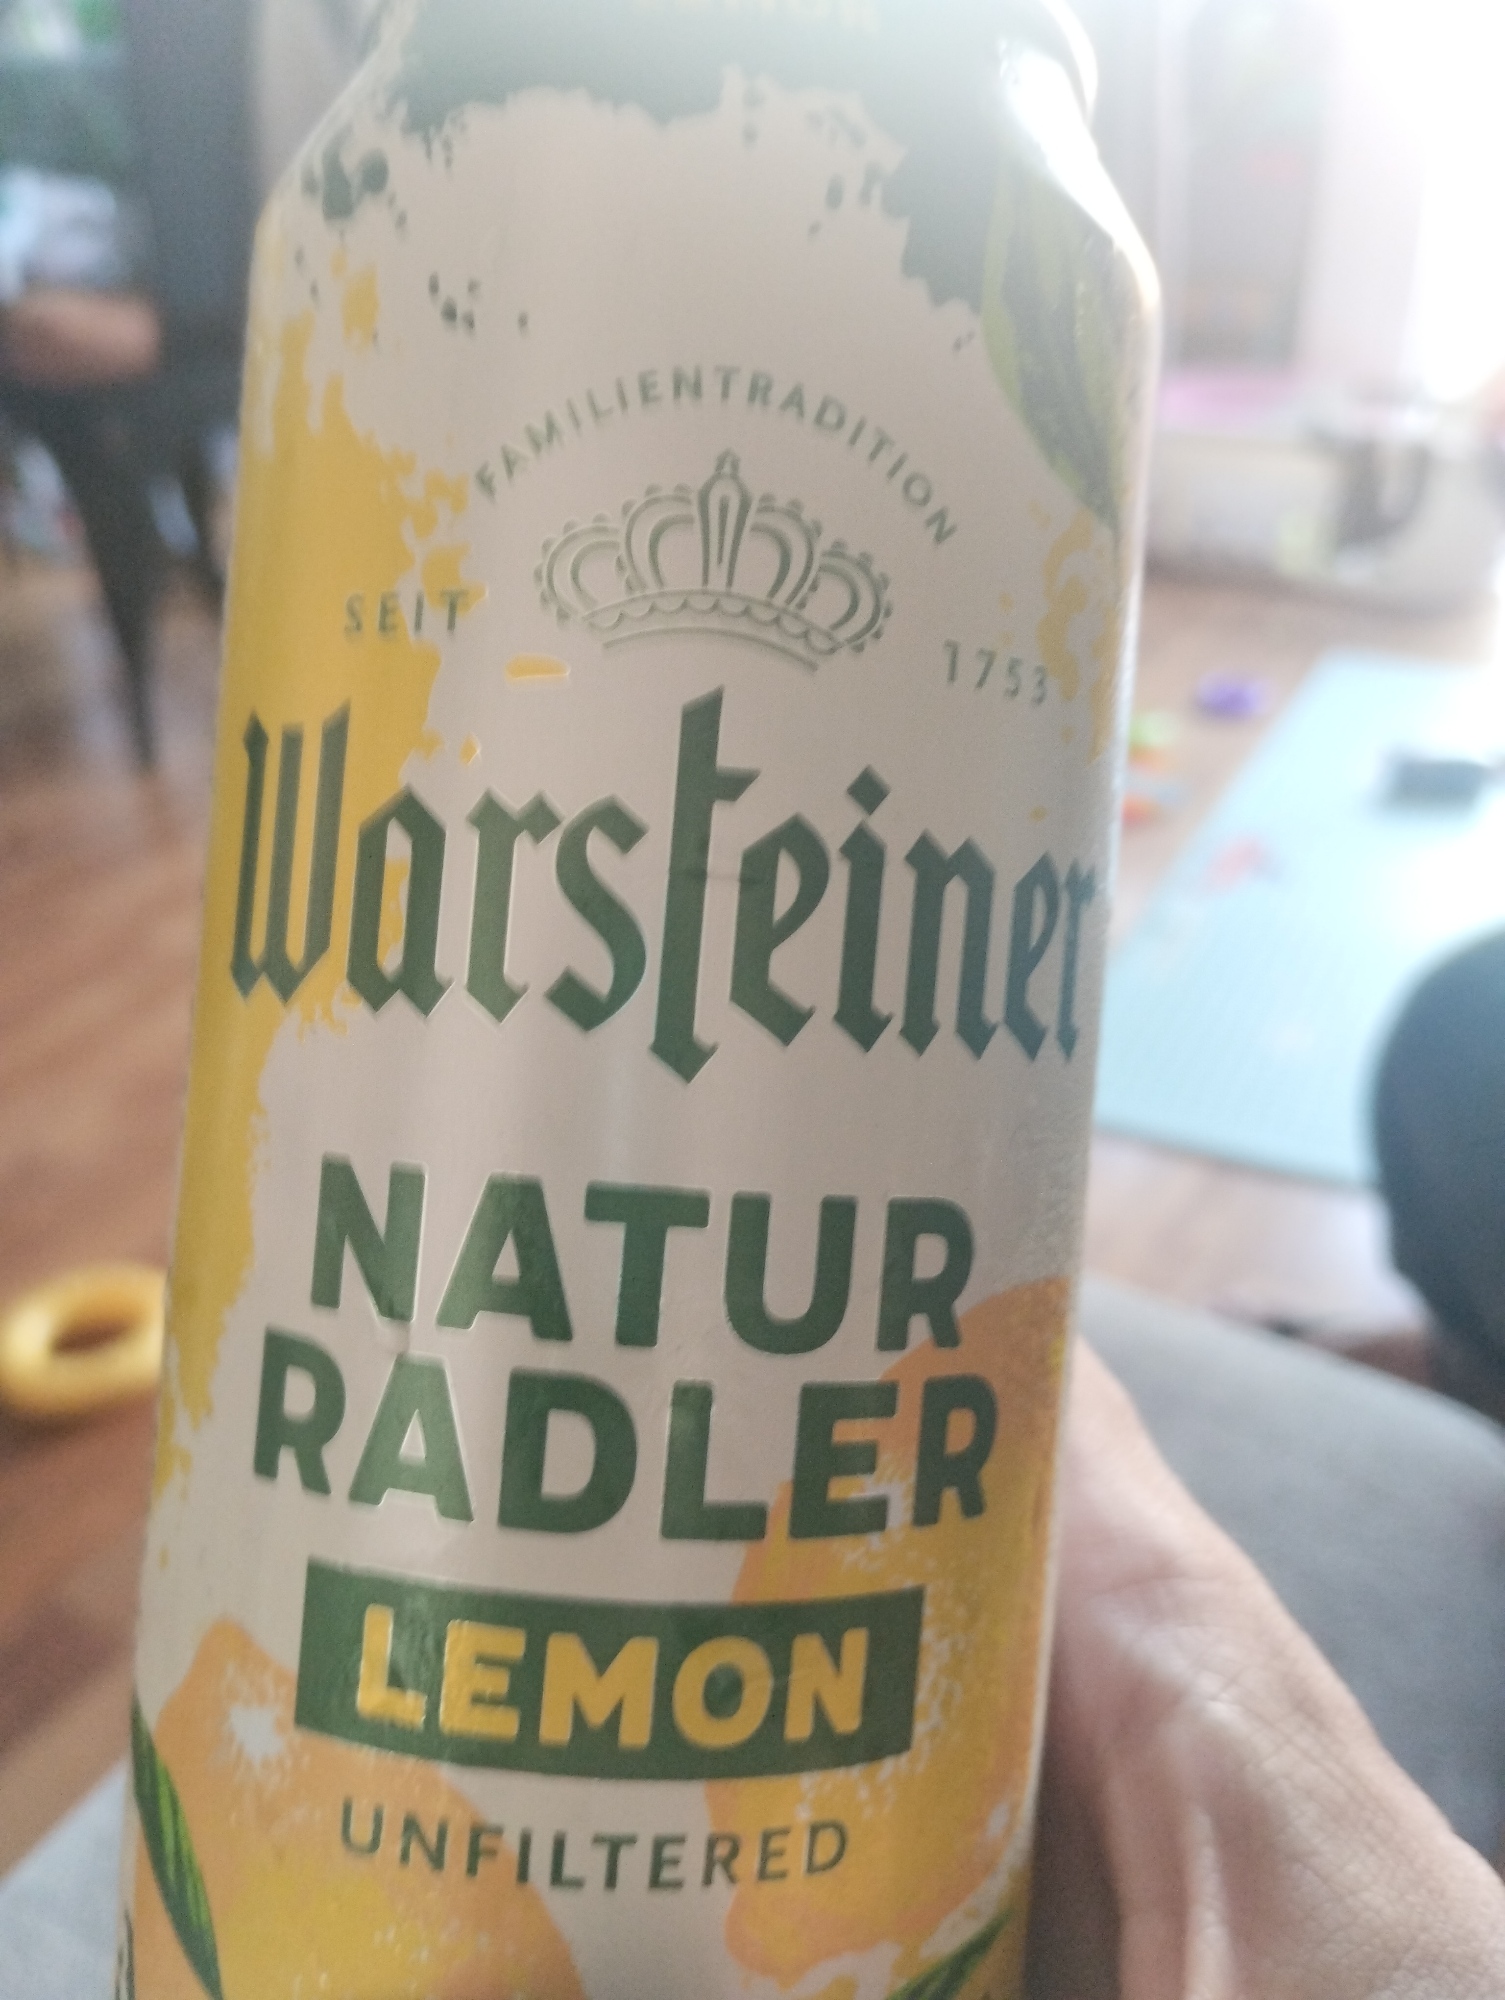 FAMILIENTRADITION
SEIT 1753
Warsteiner
NATUR
RADLER
LEMON
UNFILTERED